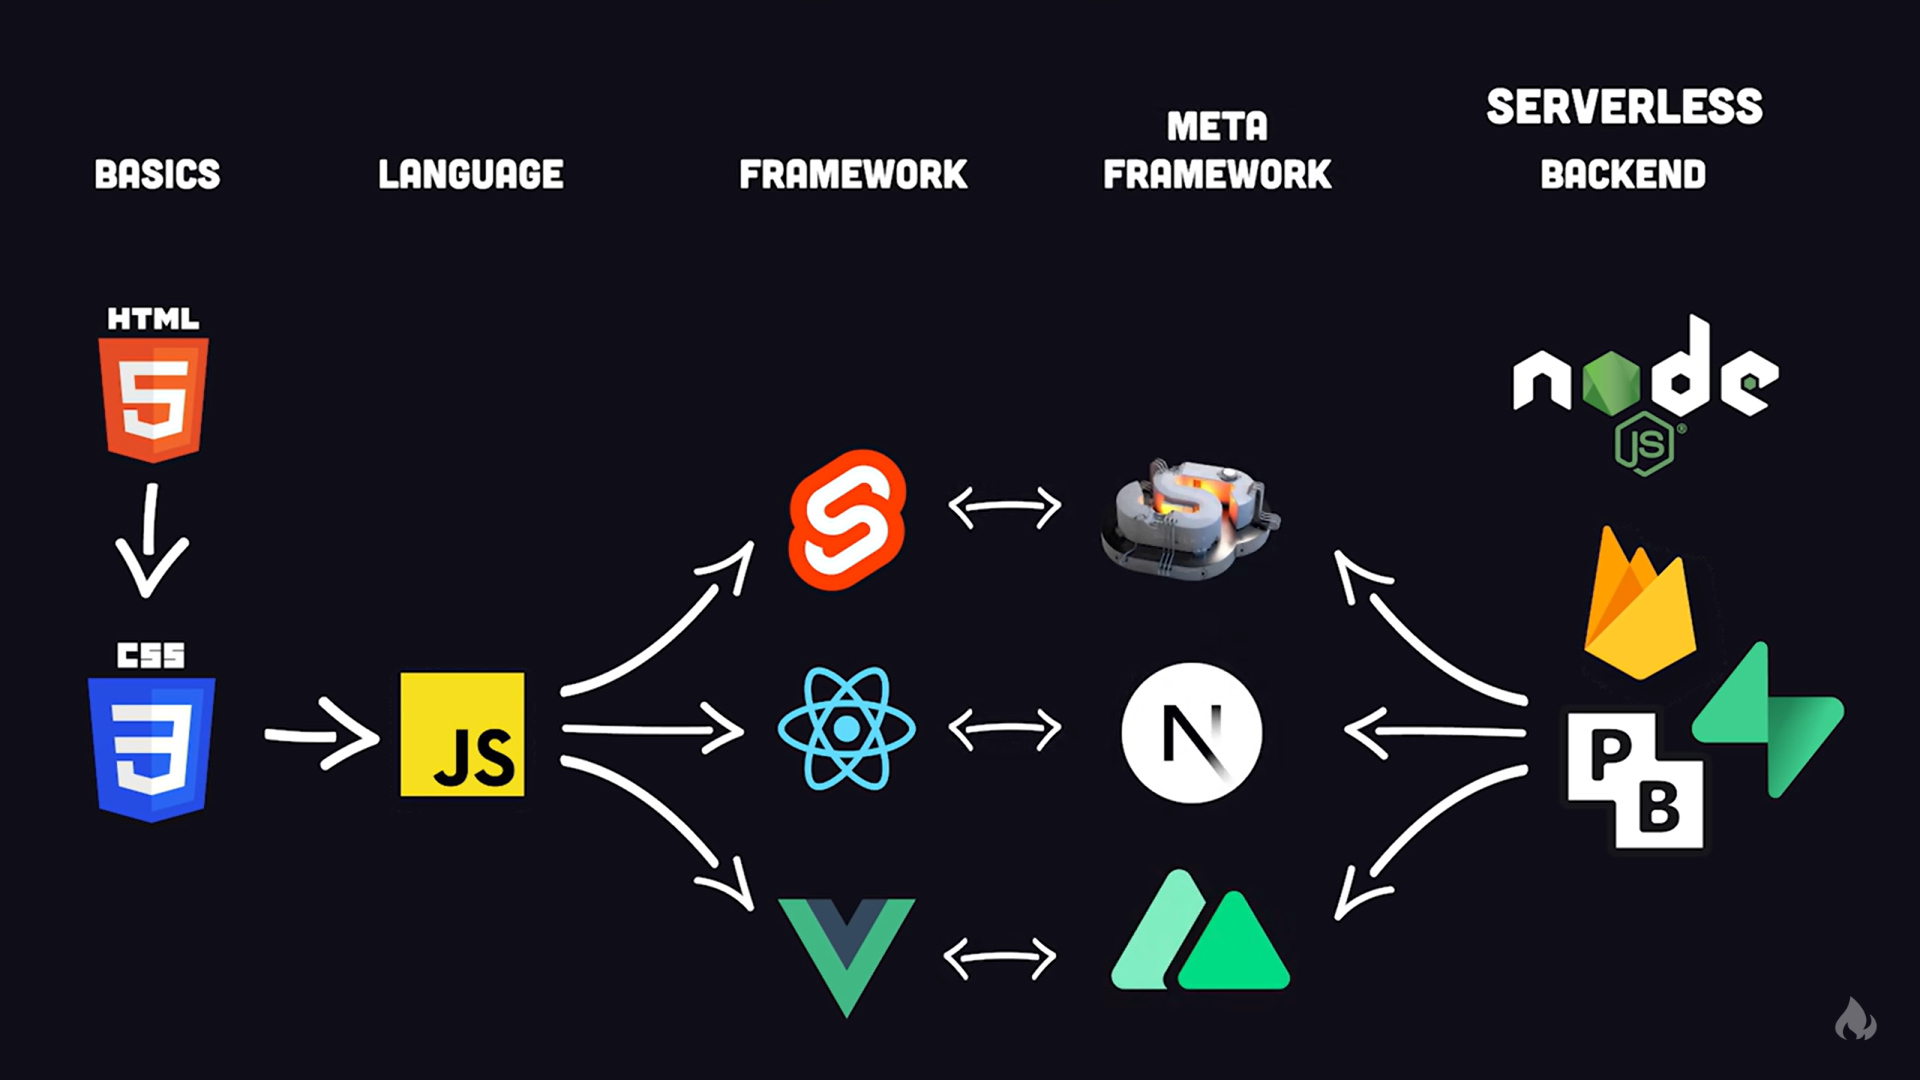 BASICS
LANGUAGE
FRAMEWORK
META
FRAMEWORK
SERVERLESS
BACKEND
HTML
5
CSS
3
JS
S
S
N
node
JS®
P
B